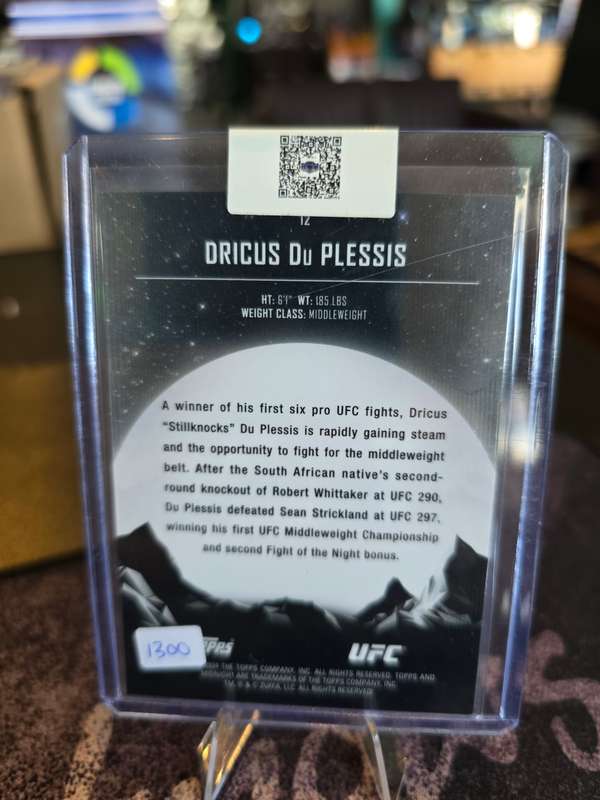 12
DRICUS DU PLESSIS
HT: 6'1" WT: 185 LBS
WEIGHT CLASS: MIDDLEWEIGHT
A winner of his first six pro UFC fights, Dricus
"Stillknocks" Du Plessis is rapidly gaining steam
and the opportunity to fight for the middleweight
belt. After the South African native's second-
round knockout of Robert Whittaker at UFC 290,
Du Plessis defeated Sean Strickland at UFC 297,
winning his first UFC Middleweight Championship
and second Fight of the Night bonus.
1300
UFC
THE TOPPS COMPANY, INC. ALL RIGHTS RESERVED. TOPPS AND
MIDNIGHT ARE TRADEMARKS OF THE TOPPS COMPANY, INC.
TM, ® & © ZUFFA, LLC. ALL RIGHTS RESERVED.